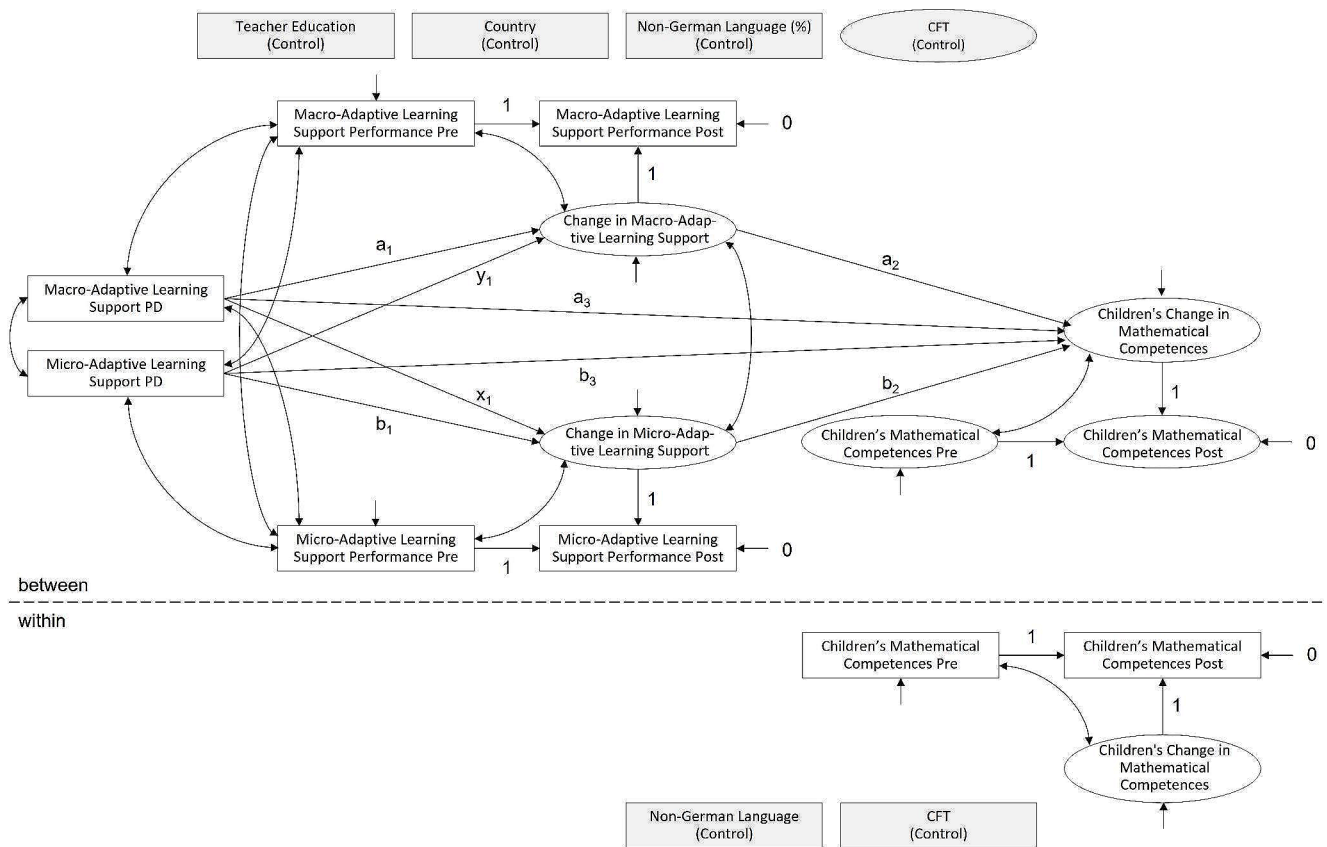 Teacher Education
(Control)
Country
(Control)
Non-German Language (%)
(Control)
CFT
(Control)
Macro-Adaptive Learning
Support Performance Pre
1
Macro-Adaptive Learning
Support Performance Post
0
1
Change in Macro-Adap-
tive Learning Support
a1
y1
a2
Macro-Adaptive Learning
Support PD
a3
Children's Change in
Mathematical
Competences
Micro-Adaptive Learning
Support PD
b3
x1
b2
b1
1
Change in Micro-Adap-
tive Learning Support
Children's Mathematical
Competences Pre
1
Children's Mathematical
Competences Post
0
1
Micro-Adaptive Learning
Support Performance Pre
1
Micro-Adaptive Learning
Support Performance Post
0
between
within
Children's Mathematical
Competences Pre
1
Children's Mathematical
Competences Post
0
1
Children's Change in
Mathematical
Competences
Non-German Language
(Control)
CFT
(Control)